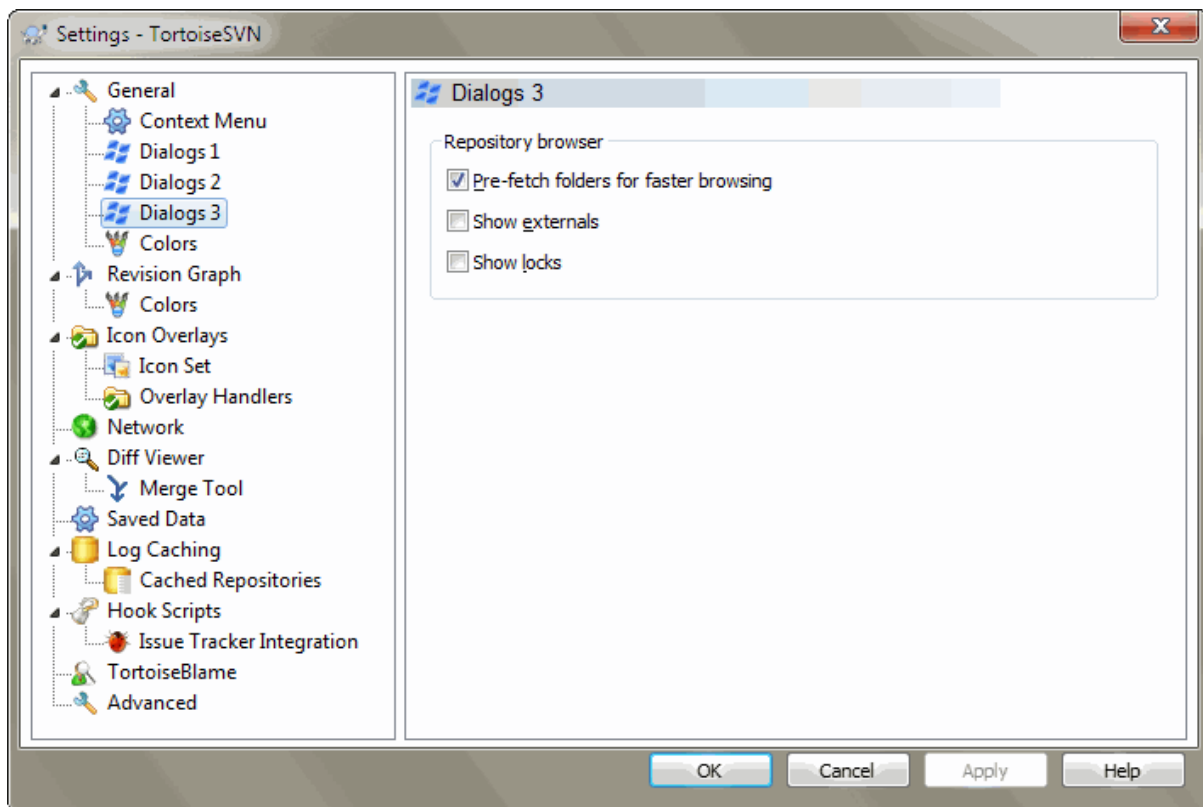 Settings - TortoiseSVN
General
Context Menu
Dialogs 1
Dialogs 2
Dialogs 3
Colors
Revision Graph
Colors
Icon Overlays
Icon Set
Overlay Handlers
Network
Diff Viewer
Merge Tool
Saved Data
Log Caching
Cached Repositories
Hook Scripts
Issue Tracker Integration
TortoiseBlame
Advanced
Dialogs 3
Repository browser
Pre-fetch folders for faster browsing
Show externals
Show locks
OK
Cancel
Apply
Help